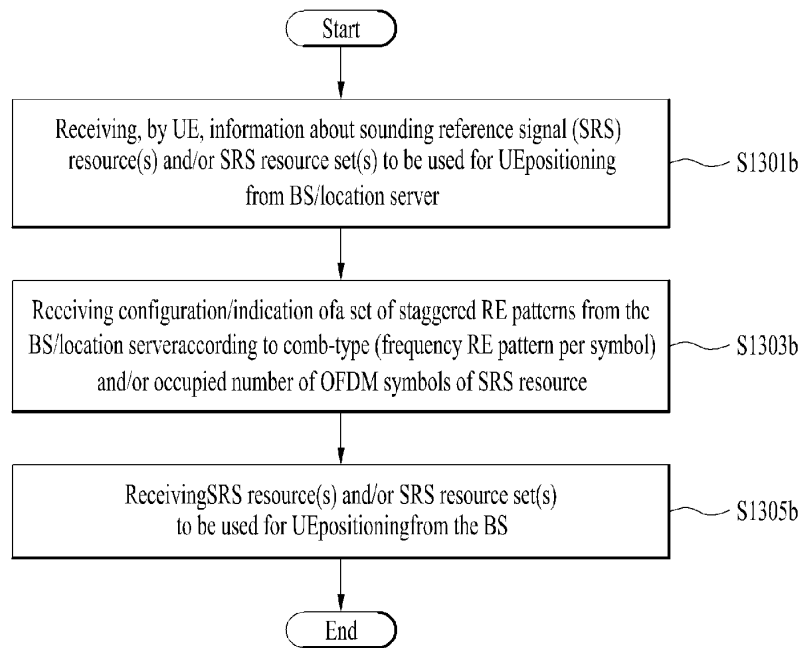 Start
Receiving, by UE, information about sounding reference signal (SRS)
resource(s) and/or SRS resource set(s) to be used for UEpositioning
from BS/location server
S1301b
Receiving configuration/indication ofa set of staggered RE patterns from the
BS/location serveraccording to comb-type (frequency RE pattern per symbol)
and/or occupied number of OFDM symbols of SRS resource
S1303b
ReceivingSRS resource(s) and/or SRS resource set(s)
to be used for UEpositioningfrom the BS
S1305b
End